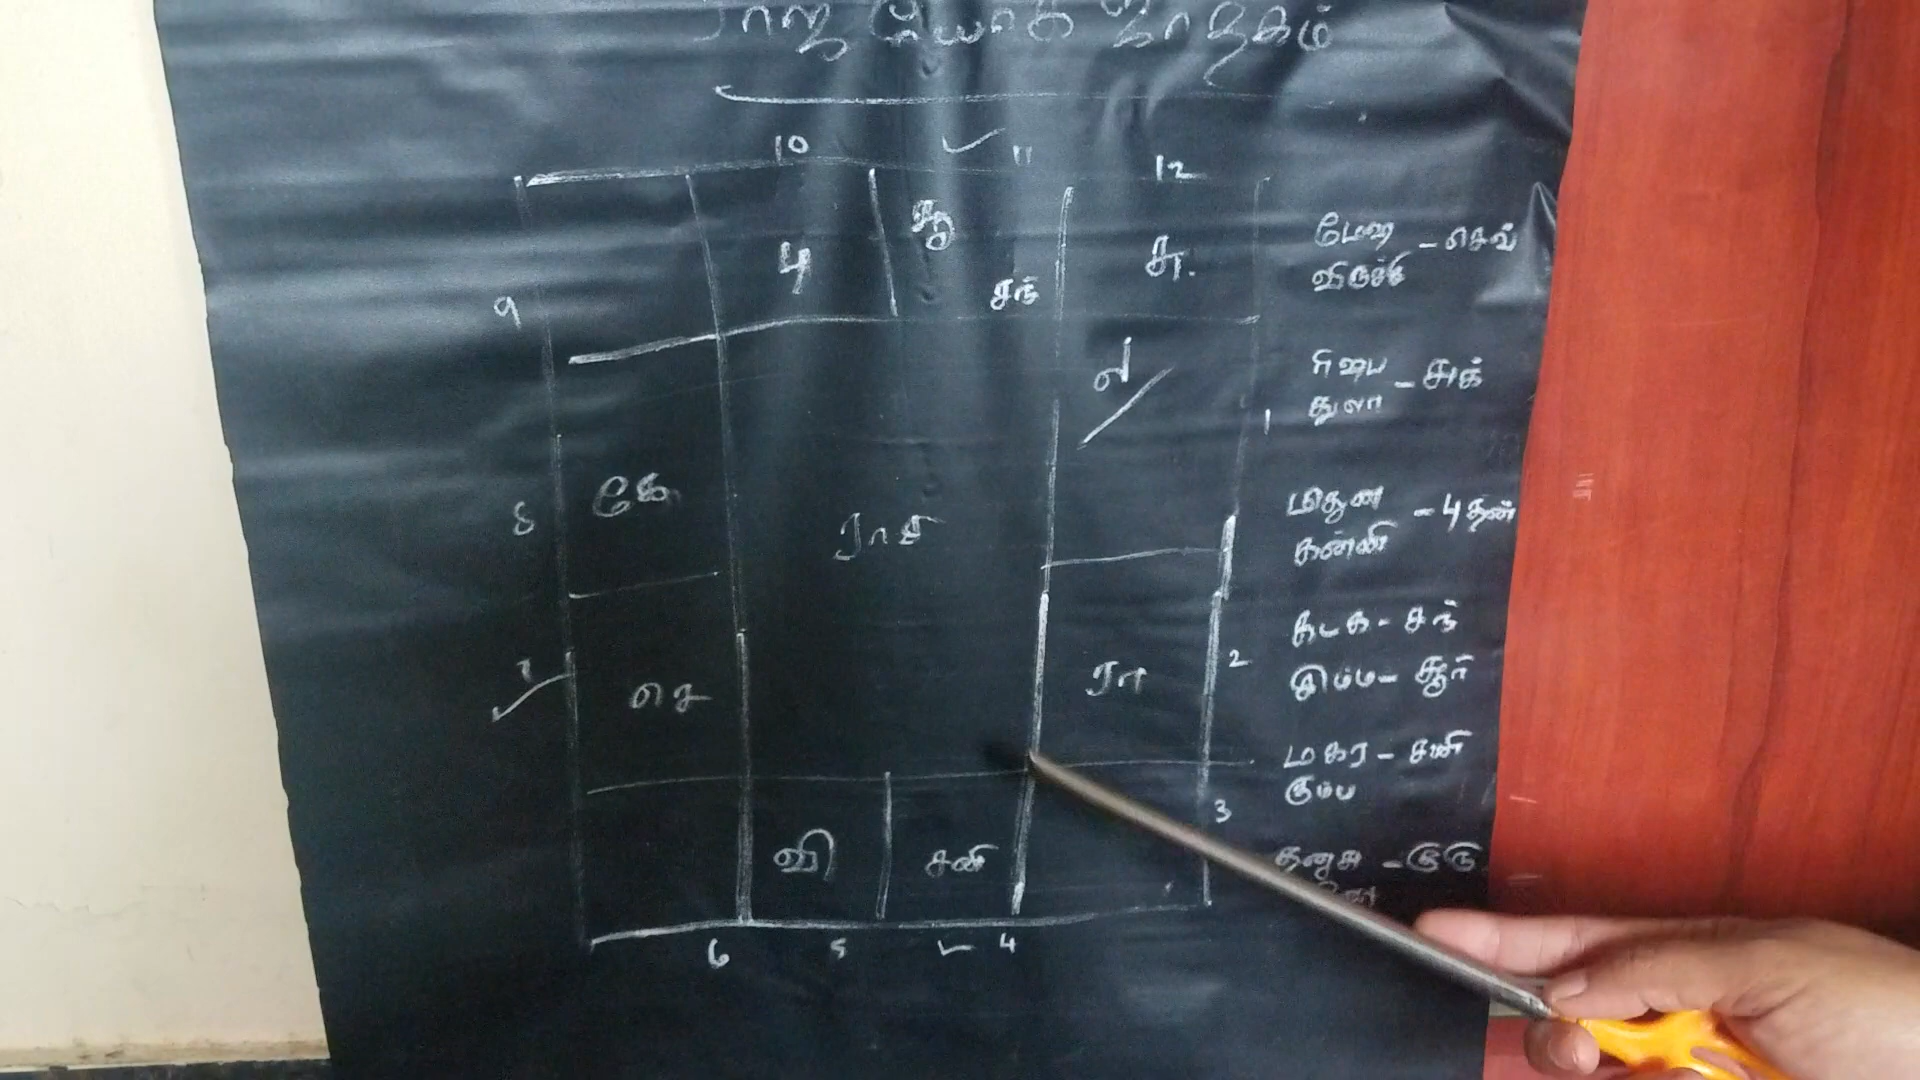 ராஜ யோக ஜாதகம்
10 ✓ 11 12
9 பு சூ சந் சு.
ல் 1
8 கே ராசி
7 ✓ செ ரா 2
வி சனி 3
6 5 ✓ 4
மேஷ - செவ்
விருச்சி
ரிஷப - சுக்
துலா
மிதுன - புதன்
கன்னி
கடக - சந்
சிம்ம - சூர்
மகர - சனி
கும்ப
தனுசு - குரு